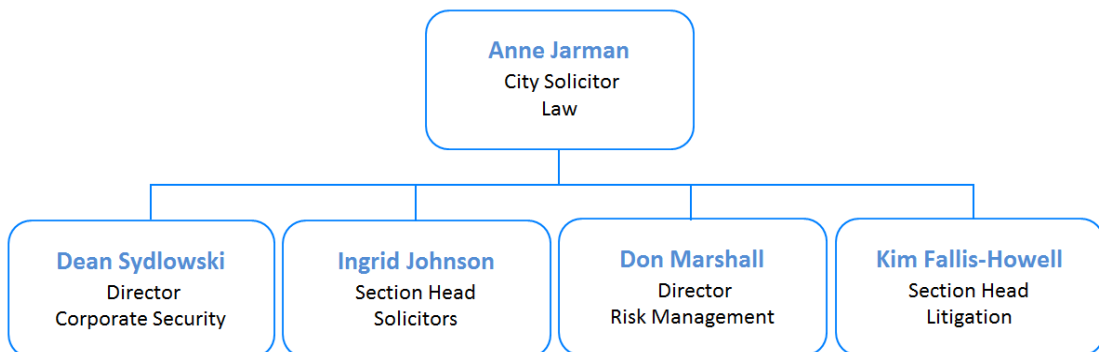 Anne Jarman
City Solicitor
Law
Dean Sydlowski
Director
Corporate Security
Ingrid Johnson
Section Head
Solicitors
Don Marshall
Director
Risk Management
Kim Fallis-Howell
Section Head
Litigation